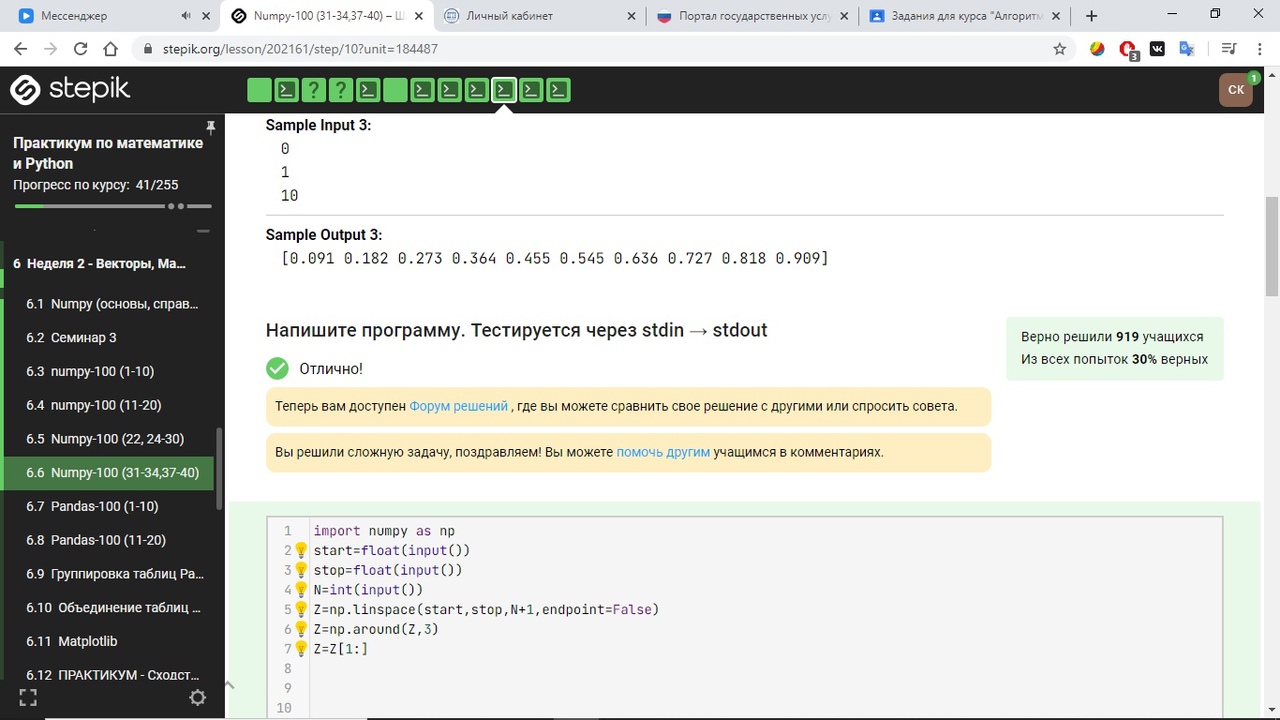 Мессенджер
Numpy-100 (31-34,37-40) – Ш
Личный кабинет
Портал государственных услу
Задания для курса "Алгоритм
stepik.org/lesson/202161/step/10?unit=184487
3
stepik
СК
1
Практикум по математике
и Python
Прогресс по курсу: 41/255
6 Неделя 2 - Векторы, Ма...
6.1 Numpy (основы, справ...
6.2 Семинар 3
6.3 numpy-100 (1-10)
6.4 numpy-100 (11-20)
6.5 Numpy-100 (22, 24-30)
6.6 Numpy-100 (31-34,37-40)
6.7 Pandas-100 (1-10)
6.8 Pandas-100 (11-20)
6.9 Группировка таблиц Pa...
6.10 Объединение таблиц ...
6.11 Matplotlib
6.12 ПРАКТИКУМ - Сходст...
Sample Input 3:
0
1
10
Sample Output 3:
[0.091 0.182 0.273 0.364 0.455 0.545 0.636 0.727 0.818 0.909]
Напишите программу. Тестируется через stdin → stdout
Верно решили 919 учащихся
Из всех попыток 30% верных
Отлично!
Теперь вам доступен Форум решений , где вы можете сравнить свое решение с другими или спросить совета.
Вы решили сложную задачу, поздравляем! Вы можете помочь другим учащимся в комментариях.
1 import numpy as np
2 start=float(input())
3 stop=float(input())
4 N=int(input())
5 Z=np.linspace(start,stop,N+1,endpoint=False)
6 Z=np.around(Z,3)
7 Z=Z[1:]
8
9
10